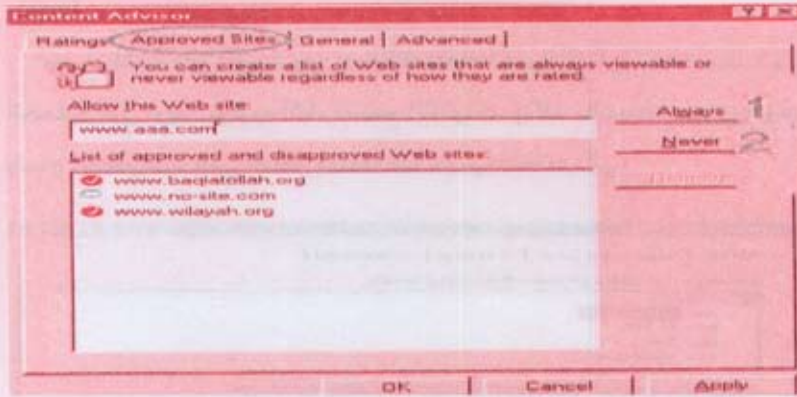 Content Advisor
Ratings Approved Sites General Advanced
You can create a list of Web sites that are always viewable or
never viewable regardless of how they are rated.
Allow this Web site:
www.aaa.com
Always 1
Never 2
List of approved and disapproved Web sites:
www.baqiatollah.org
www.no-site.com
www.wilayah.org
OK Cancel Apply